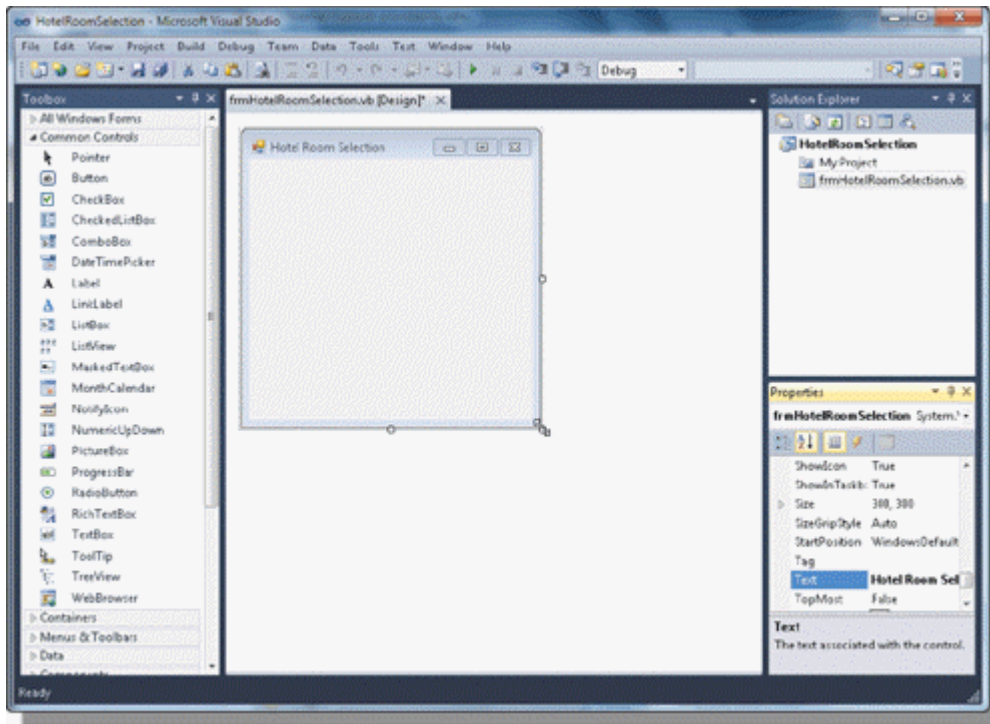 HotelRoomSelection - Microsoft Visual Studio
File Edit View Project Build Debug Team Data Tools Test Window Help
Debug
Toolbox
All Windows Forms
Common Controls
Pointer
Button
CheckBox
CheckedListBox
ComboBox
DateTimePicker
Label
LinkLabel
ListBox
ListView
MaskedTextBox
MonthCalendar
NotifyIcon
NumericUpDown
PictureBox
ProgressBar
RadioButton
RichTextBox
TextBox
ToolTip
TreeView
WebBrowser
Containers
Menus & Toolbars
Data
frmHotelRoomSelection.vb [Design]*
Hotel Room Selection
Solution Explorer
HotelRoomSelection
My Project
frmHotelRoomSelection.vb
Properties
frmHotelRoomSelection System.
ShowIcon True
ShowInTaskb: True
Size 300, 300
SizeGripStyle Auto
StartPosition WindowsDefault
Tag
Text Hotel Room Sel
TopMost False
Text
The text associated with the control.
Ready